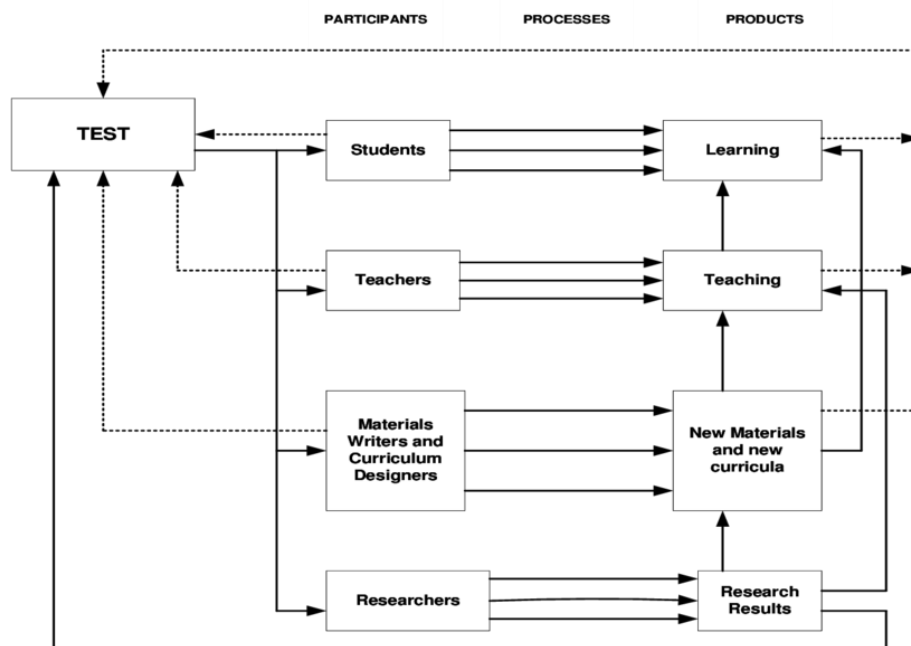 PARTICIPANTS PROCESSES PRODUCTS
TEST
Students
Learning
Teachers
Teaching
Materials
Writers and
Curriculum
Designers
New Materials
and new
curricula
Researchers
Research
Results